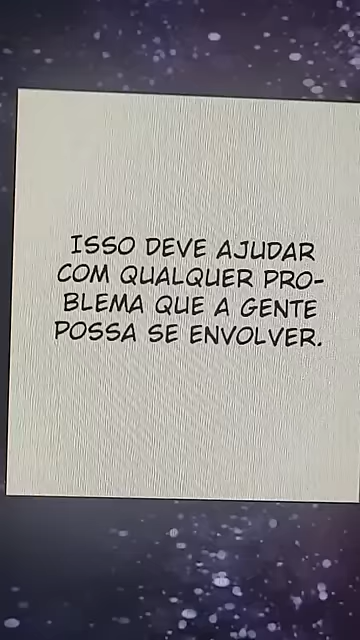 ISSO DEVE AJUDAR
COM QUALQUER PRO-
BLEMA QUE A GENTE
POSSA SE ENVOLVER.